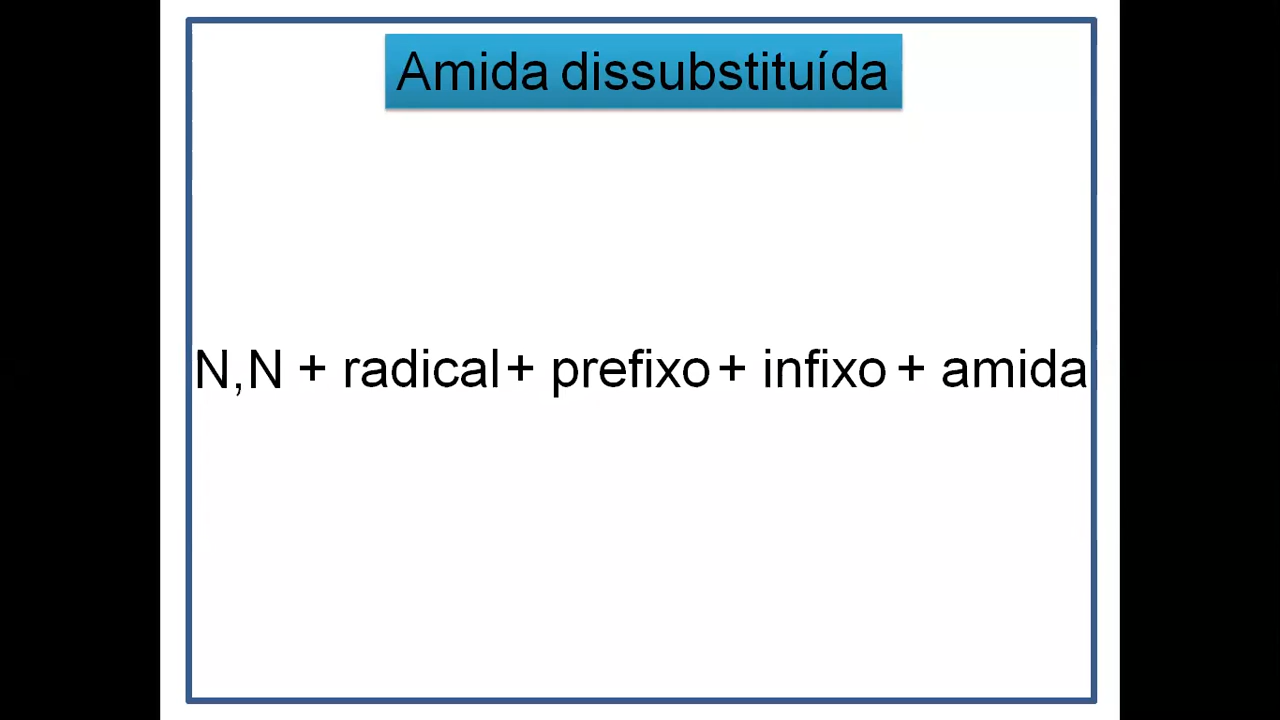 Amida dissubstituída
N,N + radical + prefixo + infixo + amida